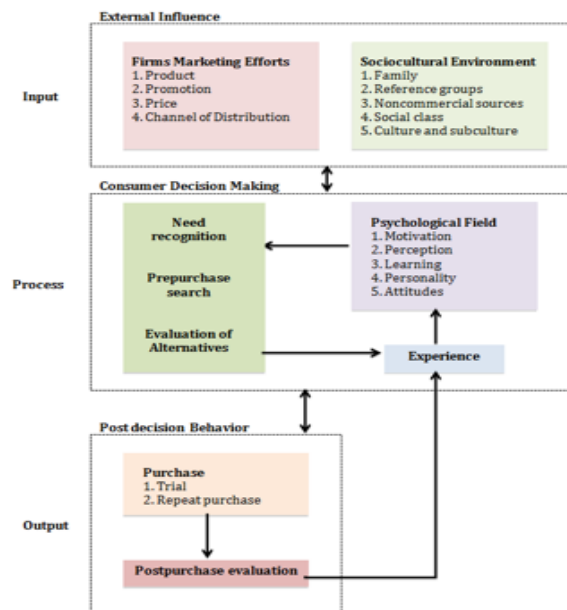 External Influence
Input
Firms Marketing Efforts
1. Product
2. Promotion
3. Price
4. Channel of Distribution
Sociocultural Environment
1. Family
2. Reference groups
3. Noncommercial sources
4. Social class
5. Culture and subculture
Consumer Decision Making
Process
Need
recognition
Prepurchase
search
Evaluation of
Alternatives
Psychological Field
1. Motivation
2. Perception
3. Learning
4. Personality
5. Attitudes
Experience
Post decision Behavior
Output
Purchase
1. Trial
2. Repeat purchase
Postpurchase evaluation